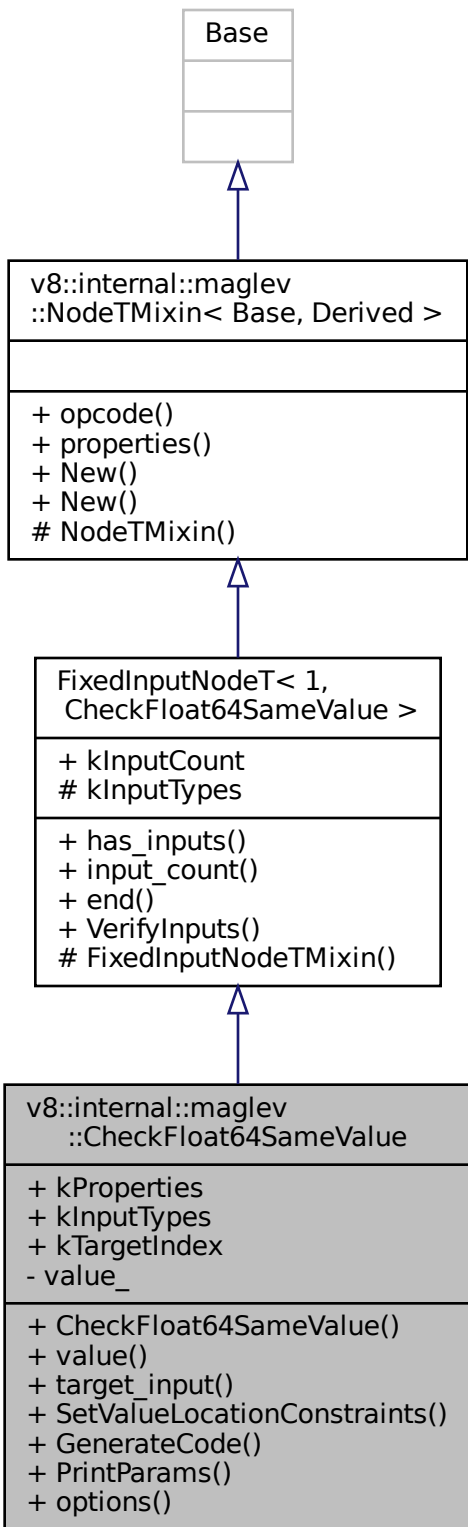 Base
v8::internal::maglev
::NodeTMixin< Base, Derived >
+ opcode()
+ properties()
+ New()
+ New()
# NodeTMixin()
FixedInputNodeT< 1,
CheckFloat64SameValue >
+ kInputCount
# kInputTypes
+ has_inputs()
+ input_count()
+ end()
+ VerifyInputs()
# FixedInputNodeTMixin()
v8::internal::maglev
::CheckFloat64SameValue
+ kProperties
+ kInputTypes
+ kTargetIndex
- value_
+ CheckFloat64SameValue()
+ value()
+ target_input()
+ SetValueLocationConstraints()
+ GenerateCode()
+ PrintParams()
+ options()